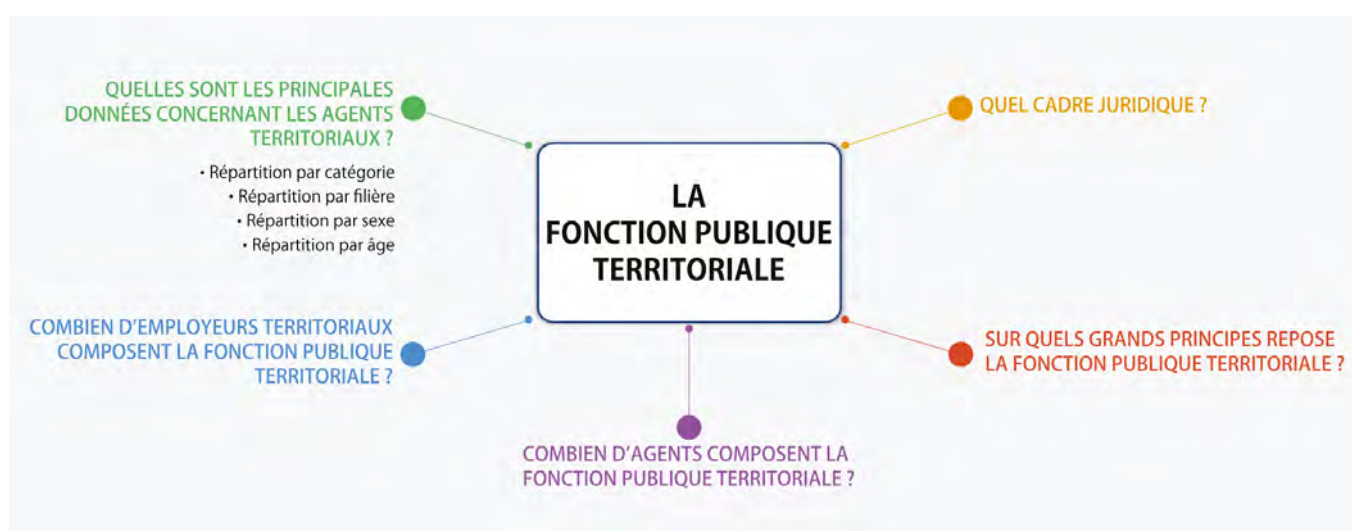 QUELLES SONT LES PRINCIPALES
DONNÉES CONCERNANT LES AGENTS
TERRITORIAUX ?
• Répartition par catégorie
• Répartition par filière
• Répartition par sexe
• Répartition par âge
QUEL CADRE JURIDIQUE ?
LA
FONCTION PUBLIQUE
TERRITORIALE
COMBIEN D’EMPLOYEURS TERRITORIAUX
COMPOSENT LA FONCTION PUBLIQUE
TERRITORIALE ?
SUR QUELS GRANDS PRINCIPES REPOSE
LA FONCTION PUBLIQUE TERRITORIALE ?
COMBIEN D’AGENTS COMPOSENT LA
FONCTION PUBLIQUE TERRITORIALE ?